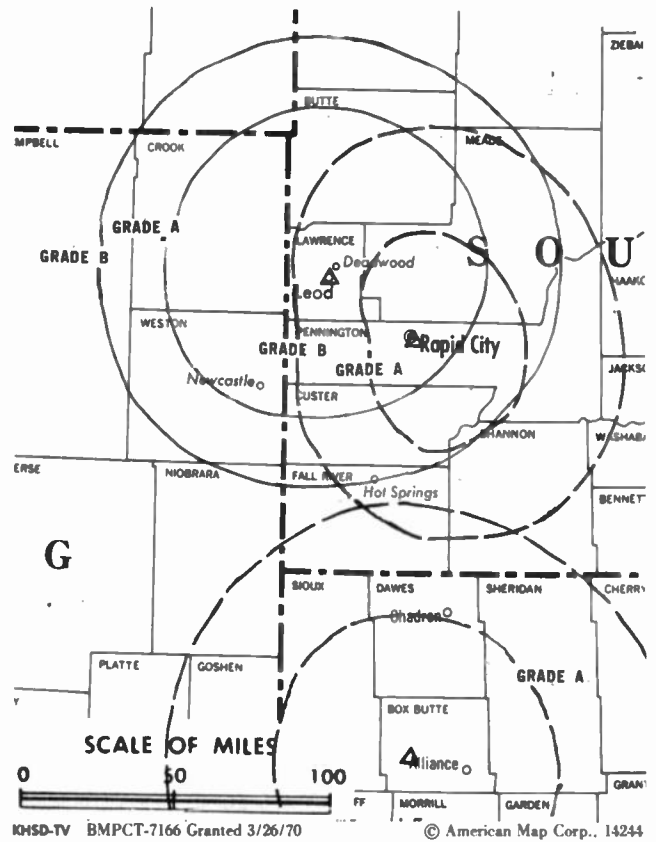 ZIEBA
BUTTE
MPBELL
CROOK
MEADE
GRADE A
GRADE B
LAWRENCE
Deadwood
Lead
S O U
HAAKO
WESTON
PENNINGTON
GRADE B
Rapid City
GRADE A
JACKS
Newcastle
CUSTER
SHANNON
WASHABA
ERSE
NIOBRARA
FALL RIVER
Hot Springs
BENNET
G
SIOUX
DAWES
SHERIDAN
CHERRY
Chadron
PLATTE
GOSHEN
GRADE A
Y
BOX BUTTE
SCALE OF MILES
Alliance
0 50 100
GRAN
FF
MORRILL
GARDEN
KHSD-TV BMPCT-7166 Granted 3/26/70
© American Map Corp., 14244